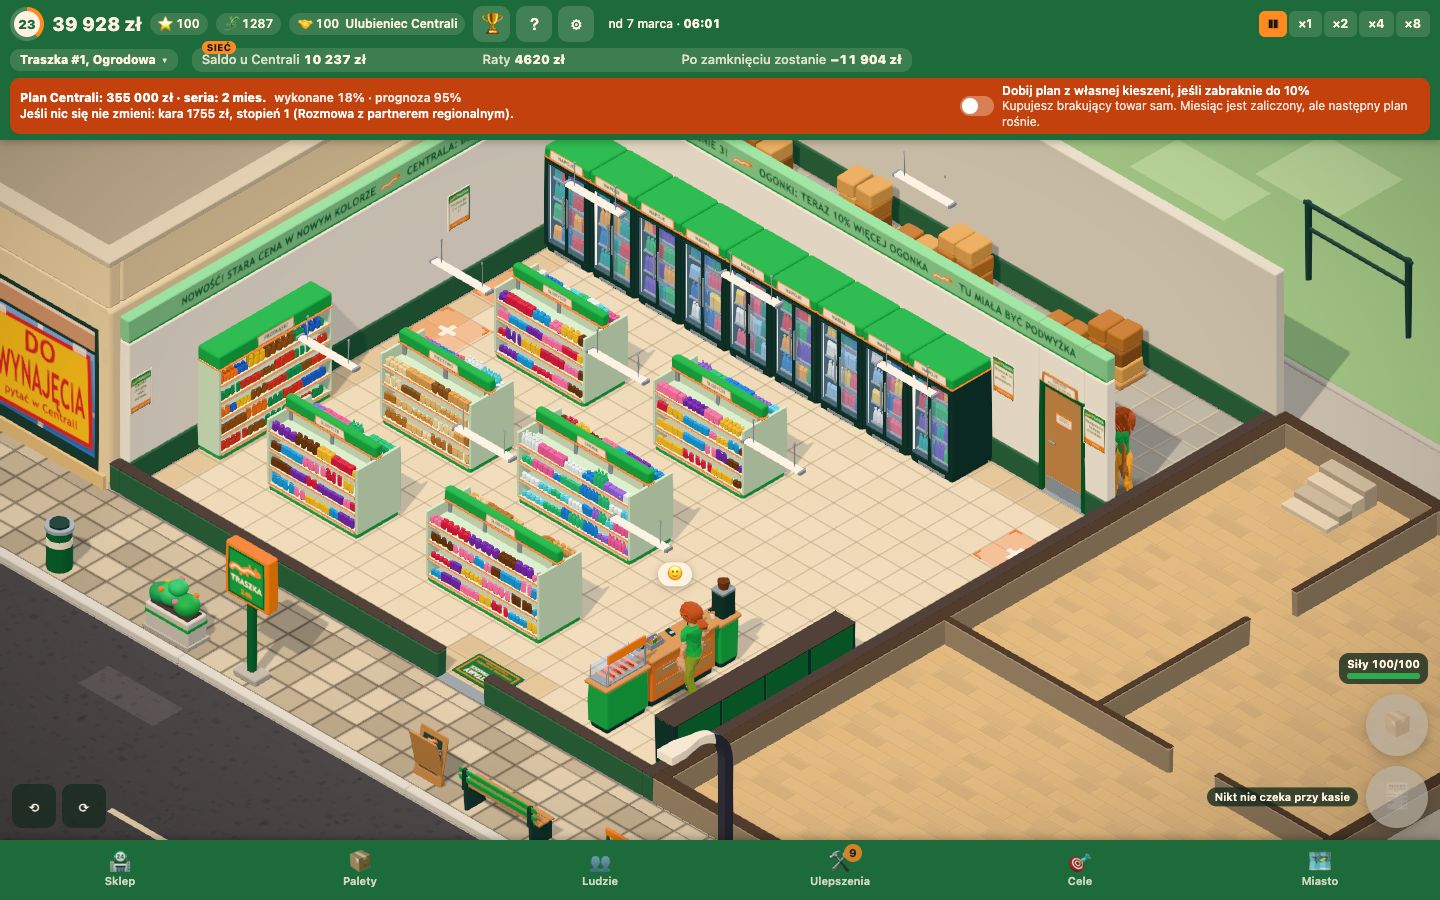 23 39 928 zł 100 1287 100 Ulubieniec Centrali ? nd 7 marca · 06:01 ×1 ×2 ×4 ×8
SIEĆ
Traszka #1, Ogrodowa Saldo u Centrali 10 237 zł Raty 4620 zł Po zamknięciu zostanie −11 904 zł
Plan Centrali: 355 000 zł · seria: 2 mies. wykonane 18% · prognoza 95%
Jeśli nic się nie zmieni: kara 1755 zł, stopień 1 (Rozmowa z partnerem regionalnym).
Dobij plan z własnej kieszeni, jeśli zabraknie do 10%
Kupujesz brakujący towar sam. Miesiąc jest zaliczony, ale następny plan
rośnie.
NOWOŚĆ! STARA CENA W NOWYM KOLORZE CENTRALA:
OGONKI: TERAZ 10% WIĘCEJ OGONKA TU MIAŁA BYĆ PODWYŻKA
DO
WYNAJĘCIA
pytać w Centrali
TRASZKA
Siły 100/100
Nikt nie czeka przy kasie
Sklep
Palety
Ludzie
9
Ulepszenia
Cele
Miasto